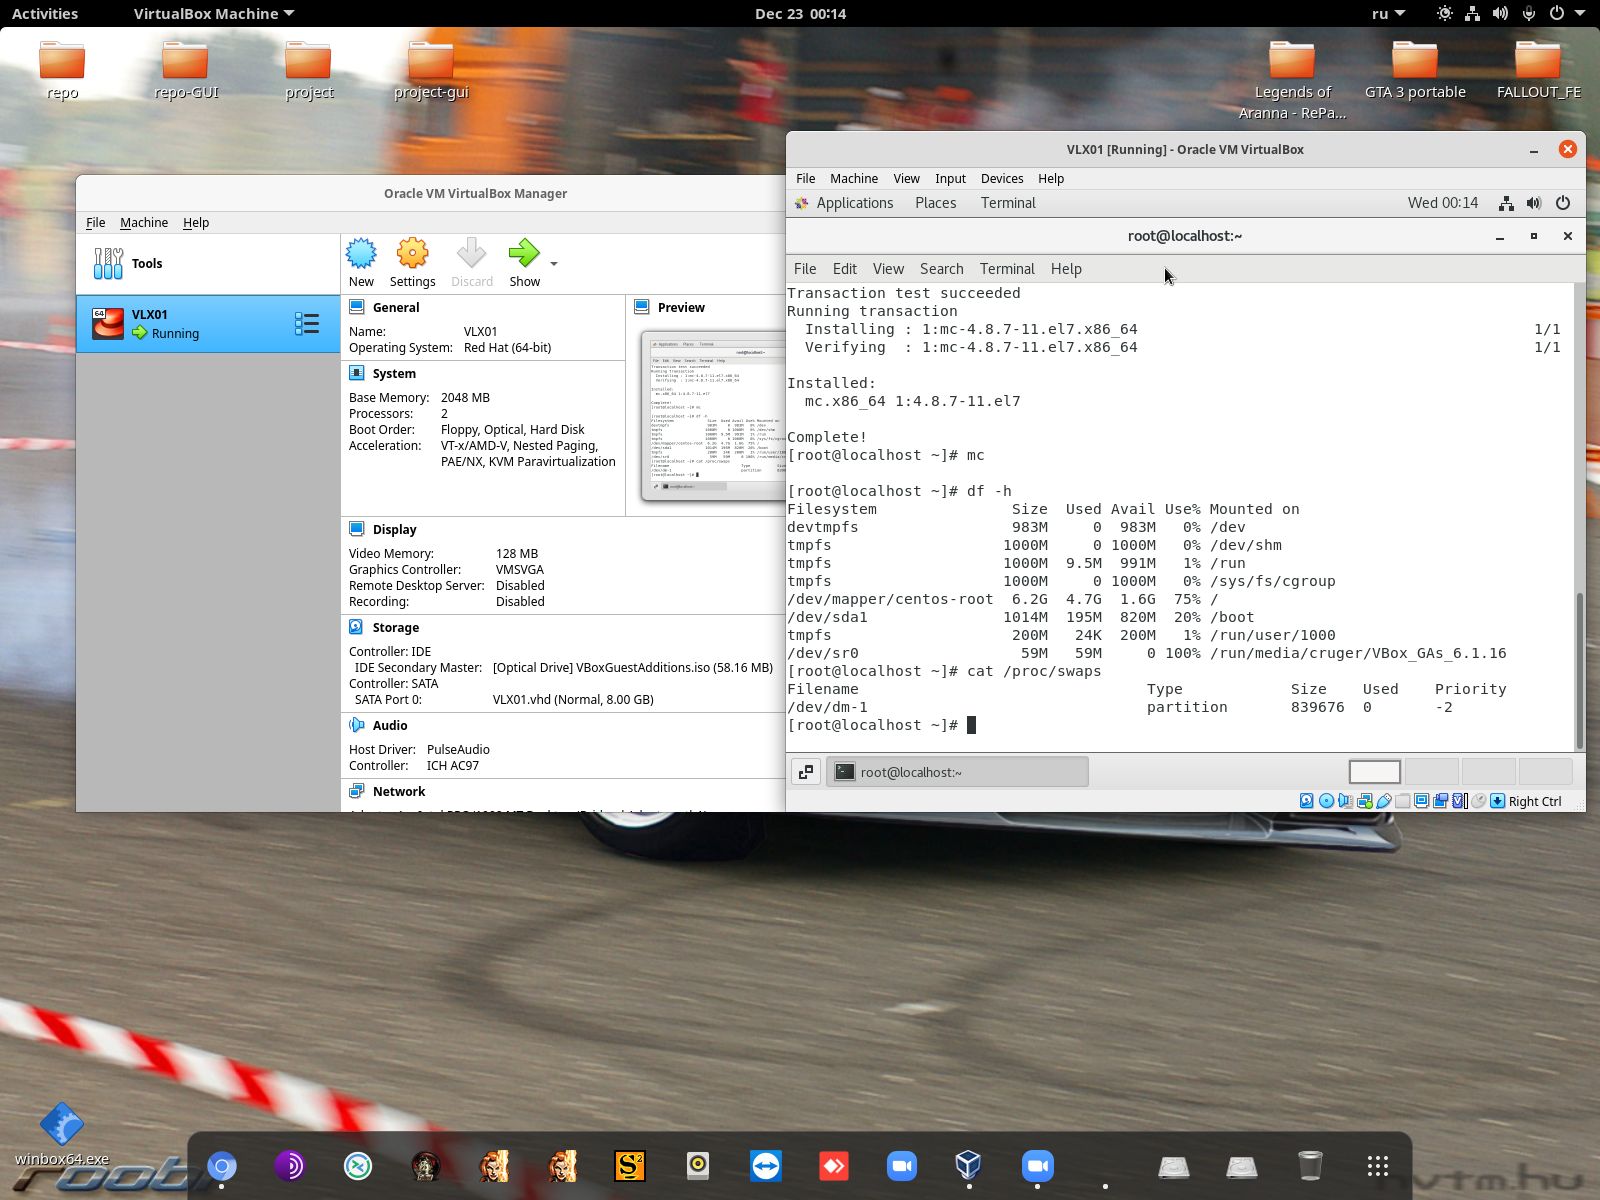 Activities
VirtualBox Machine
Dec 23 00:14
ru
repo
repo-GUI
project
project-gui
Legends of
Aranna - RePa...
GTA 3 portable
FALLOUT_FE
Oracle VM VirtualBox Manager
File Machine Help
Tools
New
Settings
Discard
Show
64
VLX01
Running
General
Name: VLX01
Operating System: Red Hat (64-bit)
Preview
System
Base Memory: 2048 MB
Processors: 2
Boot Order: Floppy, Optical, Hard Disk
Acceleration: VT-x/AMD-V, Nested Paging,
PAE/NX, KVM Paravirtualization
Display
Video Memory: 128 MB
Graphics Controller: VMSVGA
Remote Desktop Server: Disabled
Recording: Disabled
Storage
Controller: IDE
IDE Secondary Master: [Optical Drive] VBoxGuestAdditions.iso (58.16 MB)
Controller: SATA
SATA Port 0: VLX01.vhd (Normal, 8.00 GB)
Audio
Host Driver: PulseAudio
Controller: ICH AC97
Network
VLX01 [Running] - Oracle VM VirtualBox
File Machine View Input Devices Help
Applications Places Terminal
Wed 00:14
root@localhost:~
File Edit View Search Terminal Help
Transaction test succeeded
Running transaction
  Installing : 1:mc-4.8.7-11.el7.x86_64 1/1
  Verifying  : 1:mc-4.8.7-11.el7.x86_64 1/1
Installed:
  mc.x86_64 1:4.8.7-11.el7
Complete!
[root@localhost ~]# mc
[root@localhost ~]# df -h
Filesystem Size Used Avail Use% Mounted on
devtmpfs 983M 0 983M 0% /dev
tmpfs 1000M 0 1000M 0% /dev/shm
tmpfs 1000M 9.5M 991M 1% /run
tmpfs 1000M 0 1000M 0% /sys/fs/cgroup
/dev/mapper/centos-root 6.2G 4.7G 1.6G 75% /
/dev/sda1 1014M 195M 820M 20% /boot
tmpfs 200M 24K 200M 1% /run/user/1000
/dev/sr0 59M 59M 0 100% /run/media/cruger/VBox_GAs_6.1.16
[root@localhost ~]# cat /proc/swaps
Filename Type Size Used Priority
/dev/dm-1 partition 839676 0 -2
[root@localhost ~]#
root@localhost:~
Right Ctrl
winbox64.exe